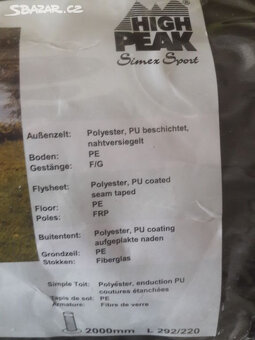 SBAZAR.CZ
HIGH
PEAK
®
Simex Sport
Außenzelt: Polyester, PU beschichtet,
nahtversiegelt
Boden: PE
Gestänge: F/G
Flysheet: Polyester, PU coated
seam taped
Floor: PE
Poles: FRP
Buitentent: Polyester, PU coating
aufgeplakte naden
Grondzeil: PE
Stokken: Fiberglas
Simple Toit: Polyéster, enduction PU
coutures étanchées
Tapis de sol: PE
Armature: Fibre de verre
2000mm L 292/220